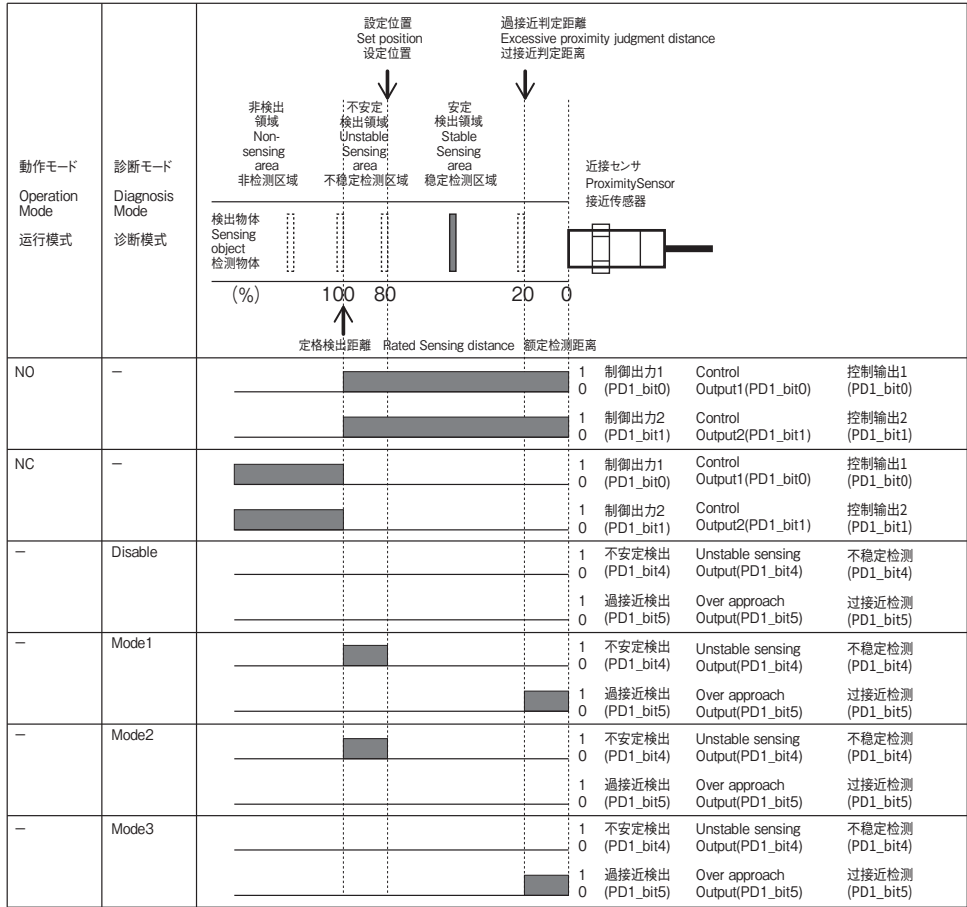 設定位置
Set position
设定位置
過接近判定距離
Excessive proximity judgment distance
过接近判定距离
非検出
領域
Non-
sensing
area
非检测区域
不安定
検出領域
Unstable
Sensing
area
不稳定检测区域
安定
検出領域
Stable
Sensing
area
稳定检测区域
動作モード
Operation
Mode
运行模式
診断モード
Diagnosis
Mode
诊断模式
近接センサ
ProximitySensor
接近传感器
検出物体
Sensing
object
检测物体
(%) 100 80 20 0
定格検出距離 Rated Sensing distance 额定检测距离
NO – 1 制御出力1 Control 控制输出1
0 (PD1_bit0) Output1(PD1_bit0) (PD1_bit0)
1 制御出力2 Control 控制输出2
0 (PD1_bit1) Output2(PD1_bit1) (PD1_bit1)
NC – 1 制御出力1 Control 控制输出1
0 (PD1_bit0) Output1(PD1_bit0) (PD1_bit0)
1 制御出力2 Control 控制输出2
0 (PD1_bit1) Output2(PD1_bit1) (PD1_bit1)
– Disable 1 不安定検出 Unstable sensing 不稳定检测
0 (PD1_bit4) Output(PD1_bit4) (PD1_bit4)
1 過接近検出 Over approach 过接近检测
0 (PD1_bit5) Output(PD1_bit5) (PD1_bit5)
– Mode1 1 不安定検出 Unstable sensing 不稳定检测
0 (PD1_bit4) Output(PD1_bit4) (PD1_bit4)
1 過接近検出 Over approach 过接近检测
0 (PD1_bit5) Output(PD1_bit5) (PD1_bit5)
– Mode2 1 不安定検出 Unstable sensing 不稳定检测
0 (PD1_bit4) Output(PD1_bit4) (PD1_bit4)
1 過接近検出 Over approach 过接近检测
0 (PD1_bit5) Output(PD1_bit5) (PD1_bit5)
– Mode3 1 不安定検出 Unstable sensing 不稳定检测
0 (PD1_bit4) Output(PD1_bit4) (PD1_bit4)
1 過接近検出 Over approach 过接近检测
0 (PD1_bit5) Output(PD1_bit5) (PD1_bit5)